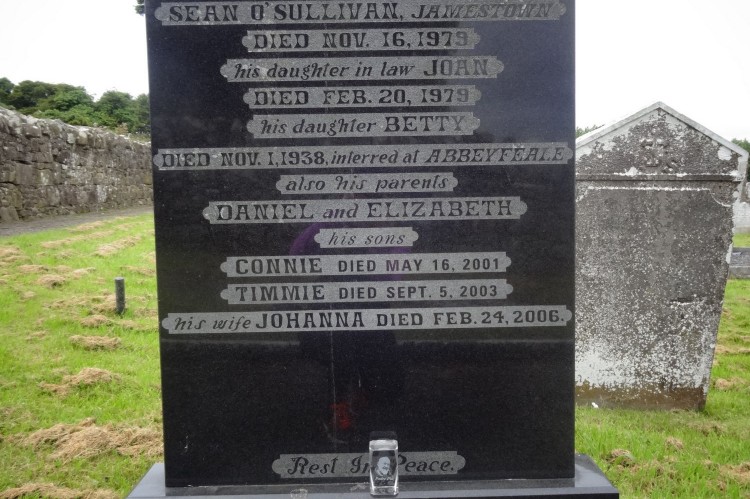 SEAN O'SULLIVAN, JAMESTOWN
DIED NOV. 16, 1979
his daughter in law JOAN
DIED FEB. 20, 1979
his daughter BETTY
DIED NOV. 1, 1938, interred at ABBEYFEALE
also his parents
DANIEL and ELIZABETH
his sons
CONNIE DIED MAY 16, 2001
TIMMIE DIED SEPT. 5, 2003
his wife JOHANNA DIED FEB. 24, 2006.
Rest In Peace.